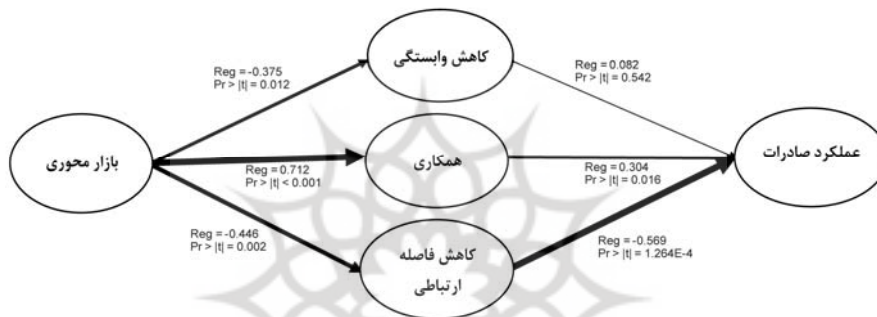 کاهش وابستگی
Reg = -0.375
Pr > |t| = 0.012
Reg = 0.082
Pr > |t| = 0.542
بازار محوری
همکاری
عملکرد صادرات
Reg = 0.712
Pr > |t| < 0.001
Reg = 0.304
Pr > |t| = 0.016
Reg = -0.446
Pr > |t| = 0.002
Reg = -0.569
Pr > |t| = 1.264E-4
کاهش فاصله
ارتباطی